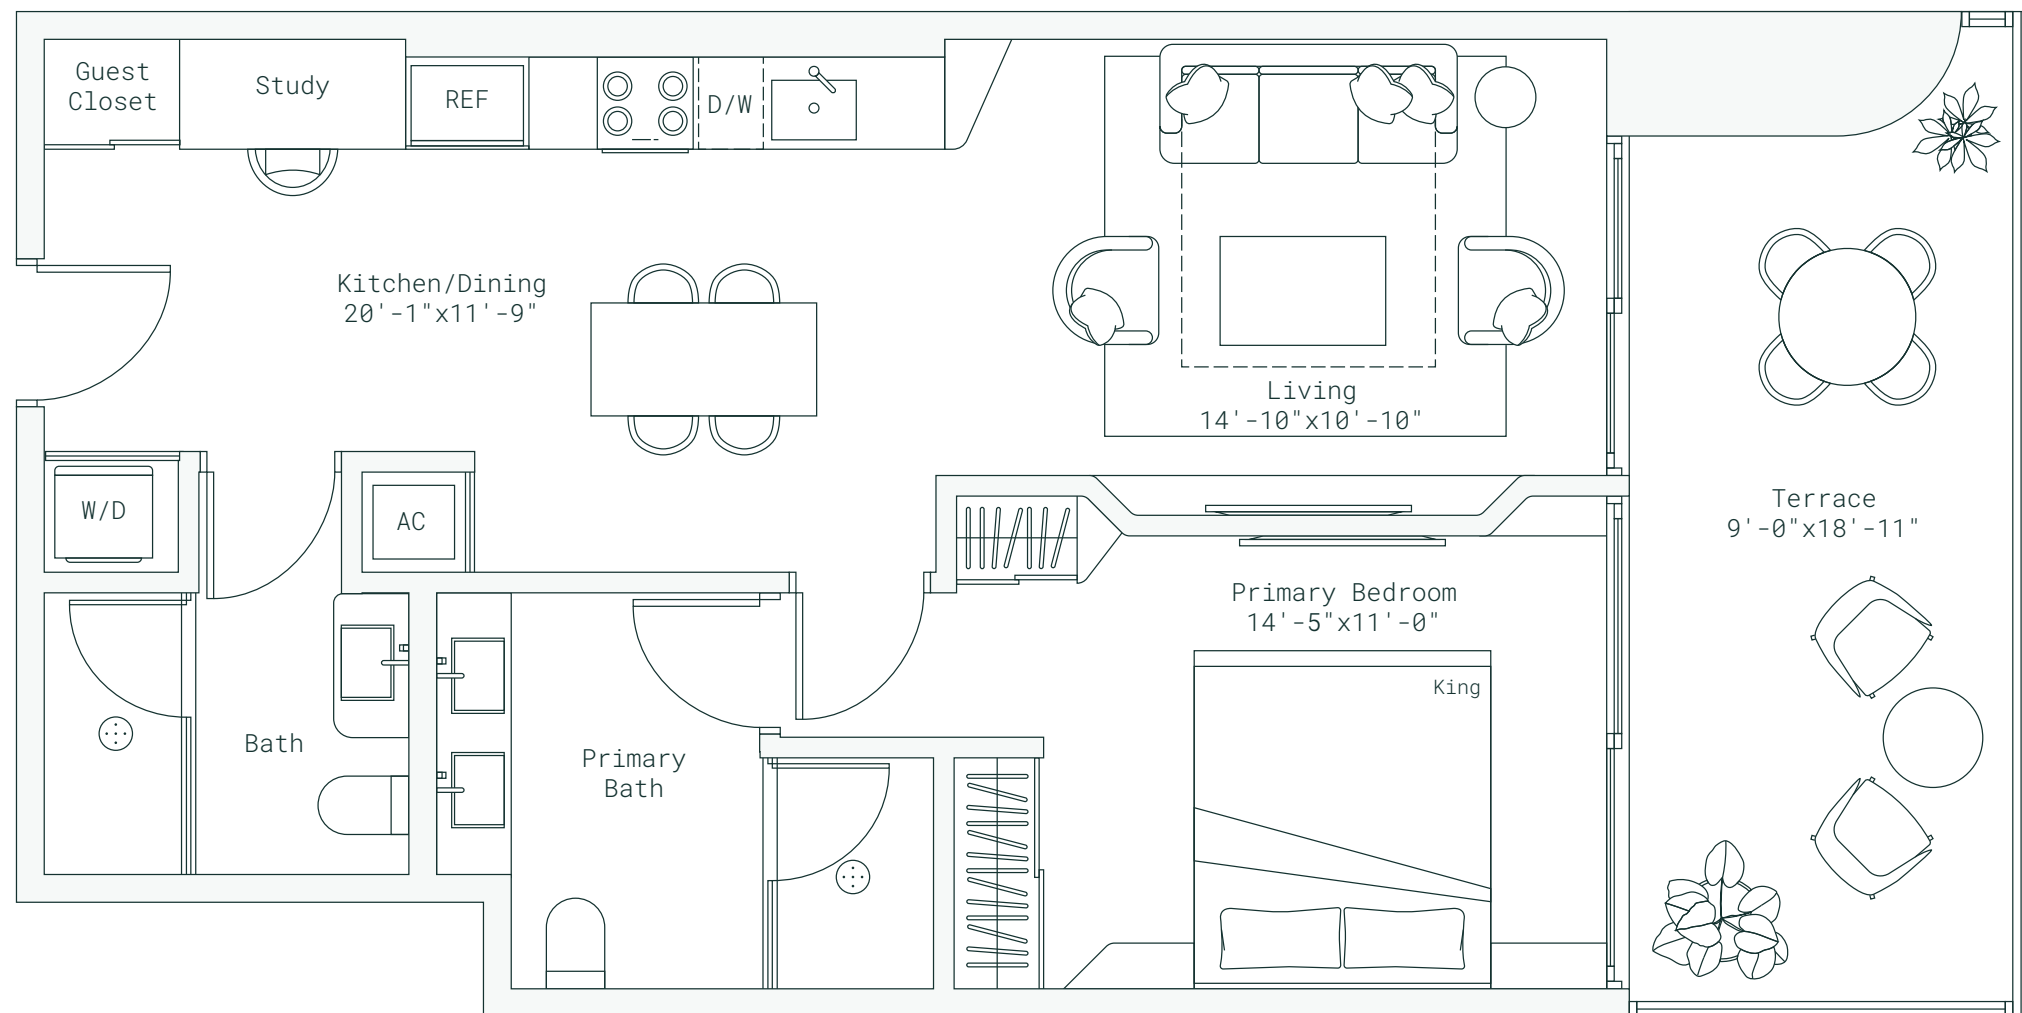 Guest
Closet
Study
REF
D/W
Kitchen/Dining
20'-1"x11'-9"
Living
14'-10"x10'-10"
W/D
AC
Terrace
9'-0"x18'-11"
Primary Bedroom
14'-5"x11'-0"
King
Bath
Primary
Bath